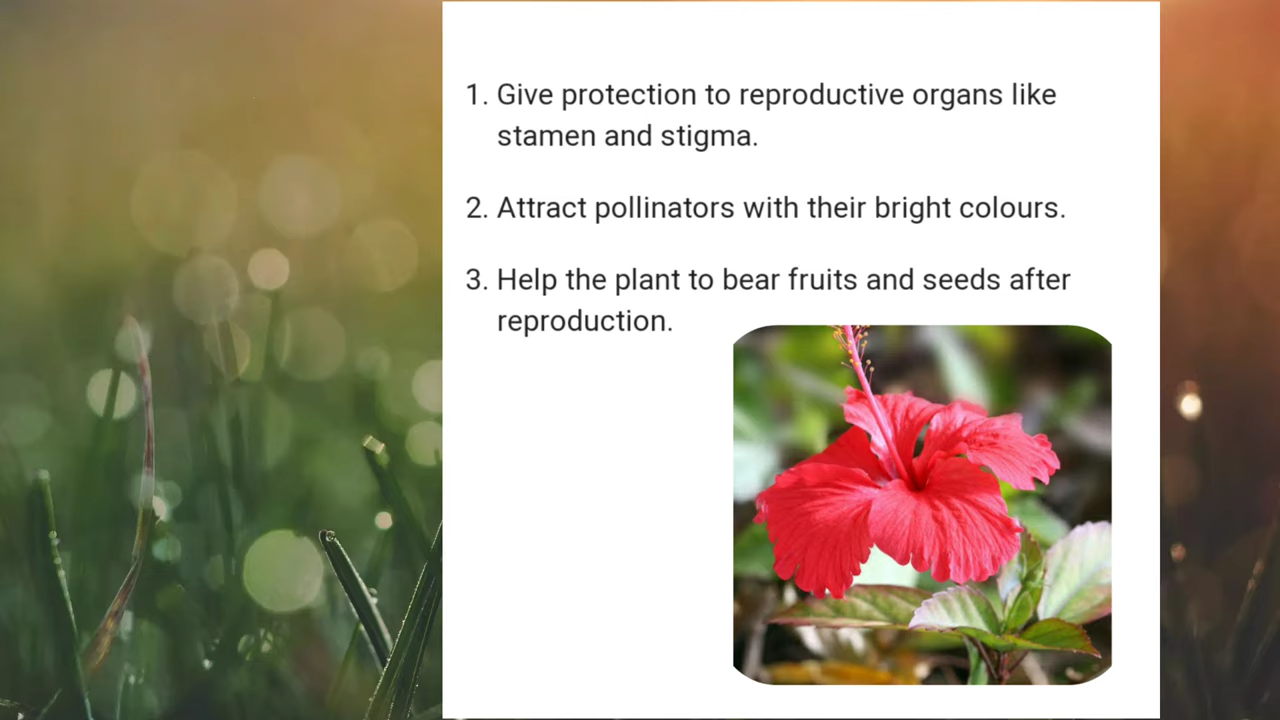 1. Give protection to reproductive organs like
stamen and stigma.
2. Attract pollinators with their bright colours.
3. Help the plant to bear fruits and seeds after
reproduction.